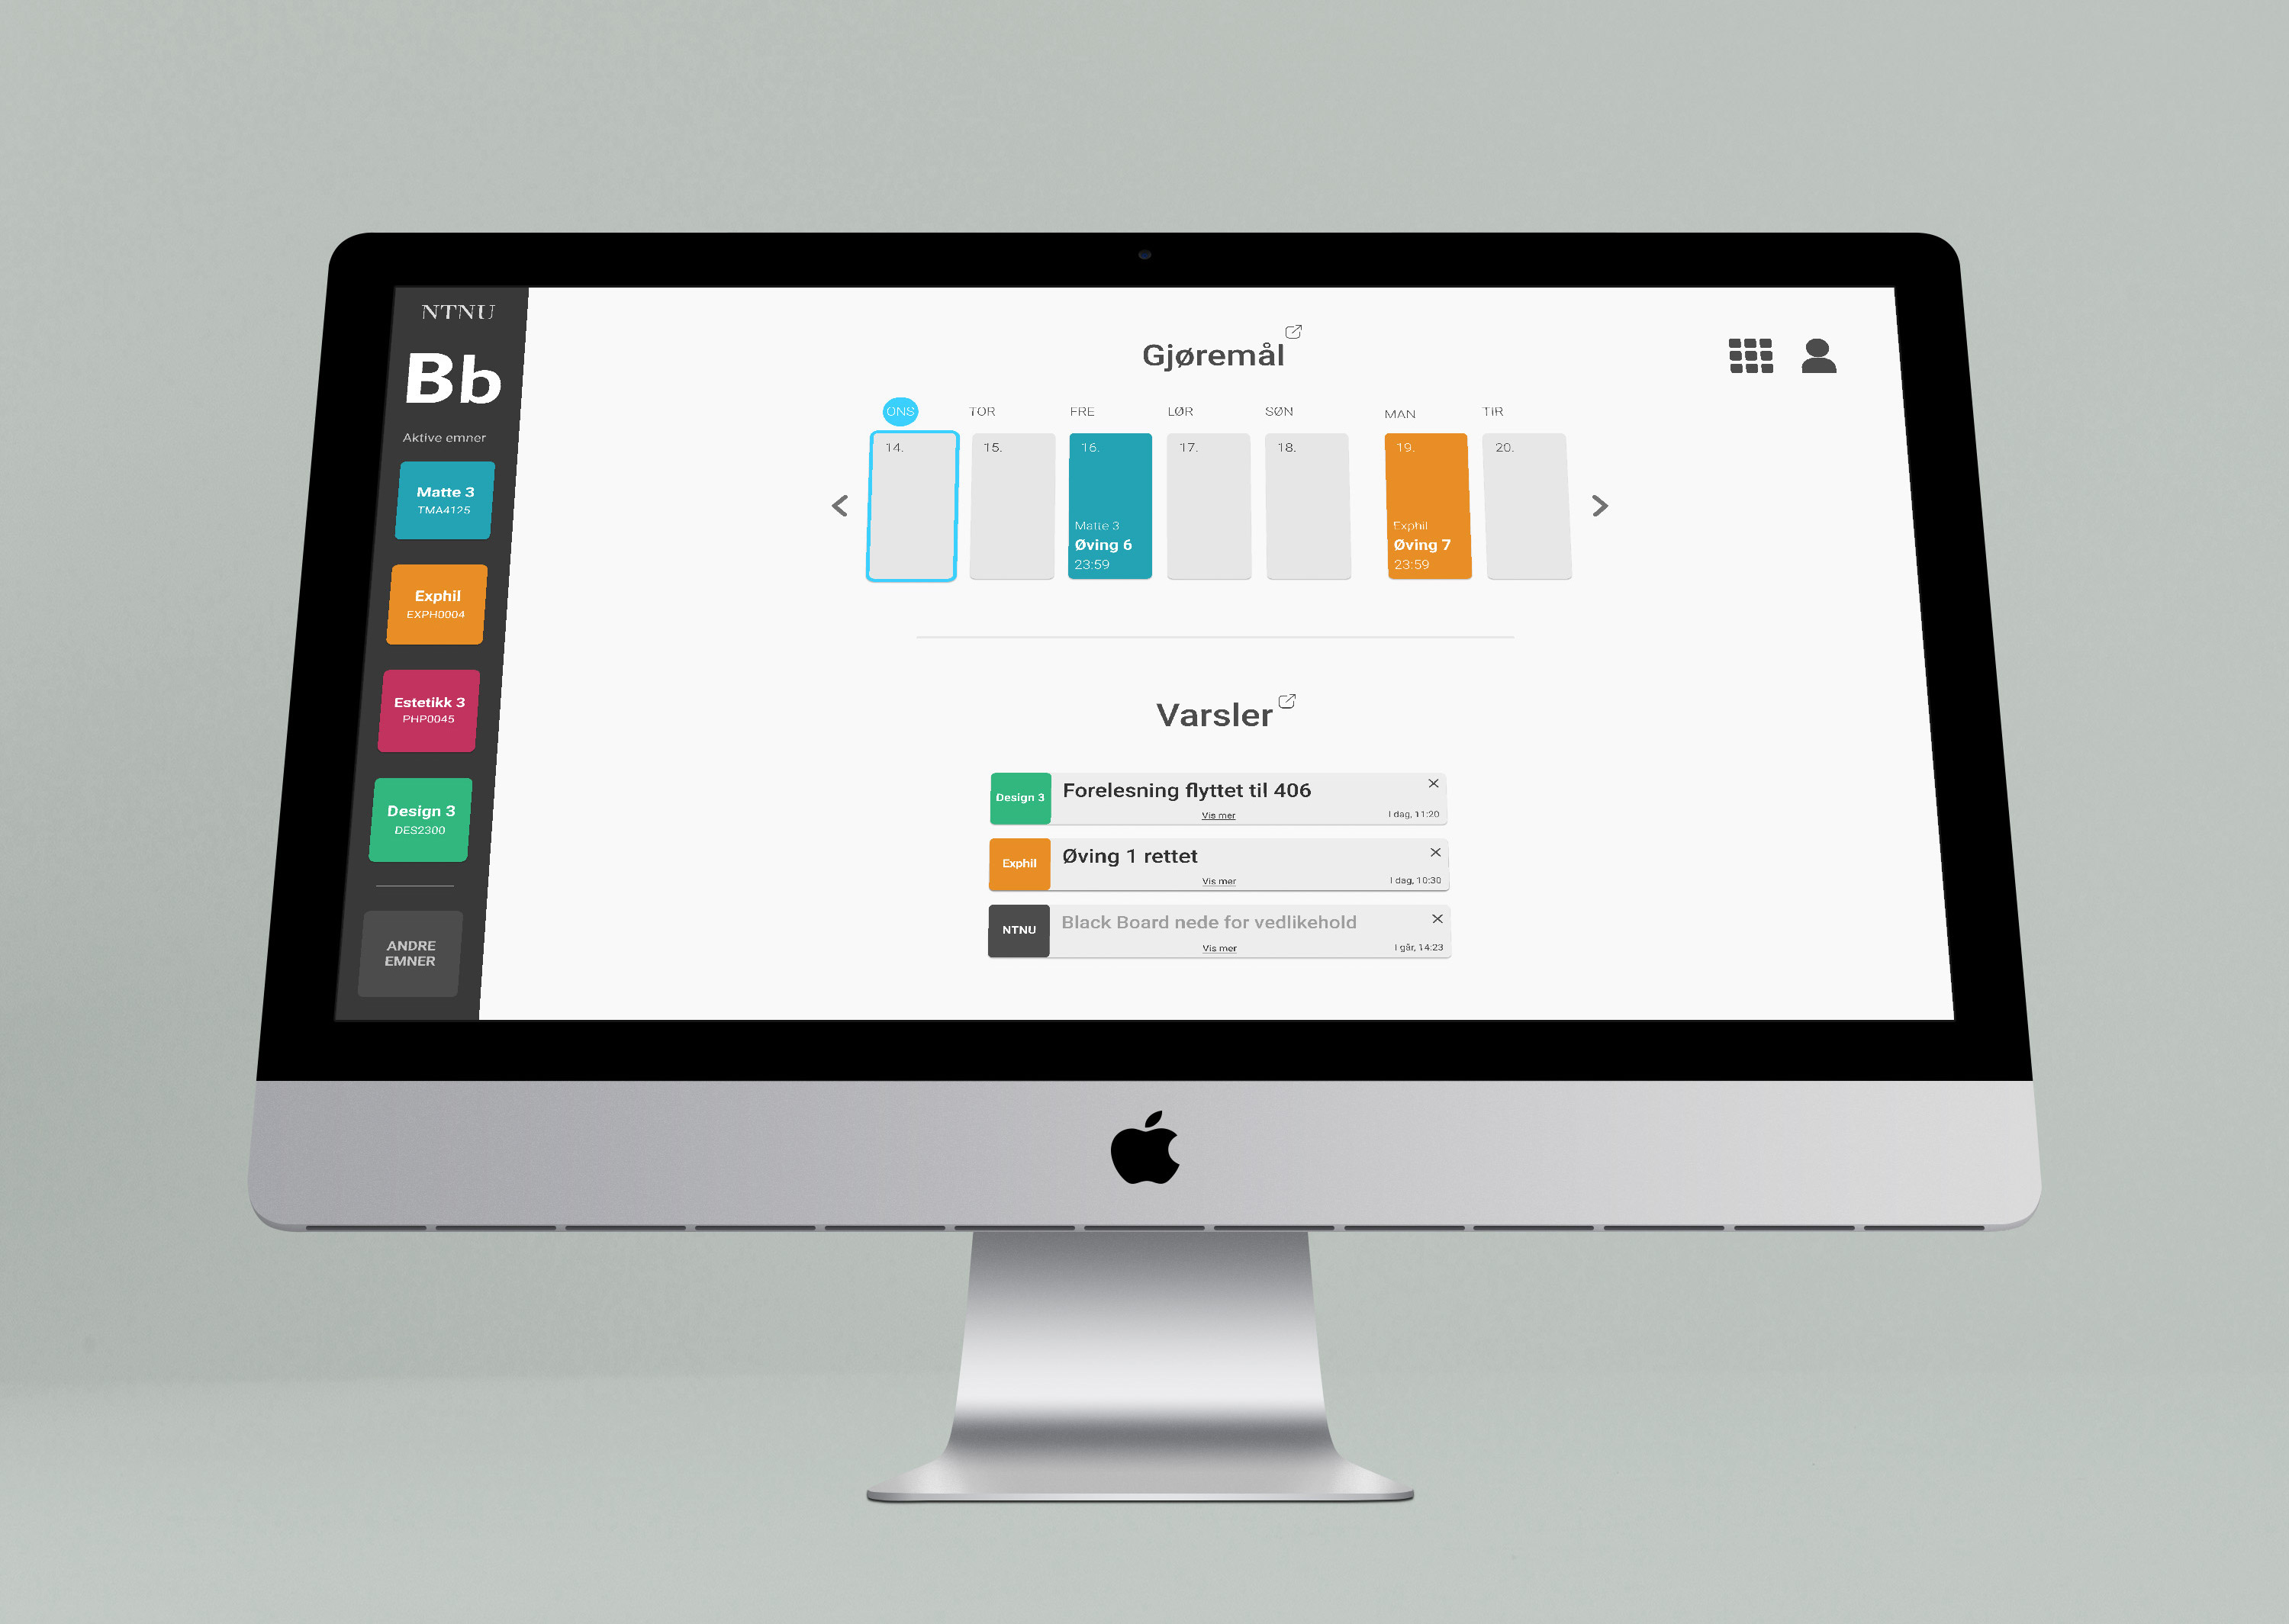 NTNU
Bb
Aktive emner
Matte 3
TMA4125
Exphil
EXPH0004
Estetikk 3
PHP0045
Design 3
DES2300
ANDRE
EMNER
Gjøremål
ONS TOR FRE LØR SØN MAN TIR
14. 15. 16. 17. 18. 19. 20.
Matte 3
Øving 6
23:59
Exphil
Øving 7
23:59
Varsler
Design 3
Forelesning flyttet til 406
Vis mer
I dag, 11:20
Exphil
Øving 1 rettet
Vis mer
I dag, 10:30
NTNU
Black Board nede for vedlikehold
Vis mer
I går, 14:23